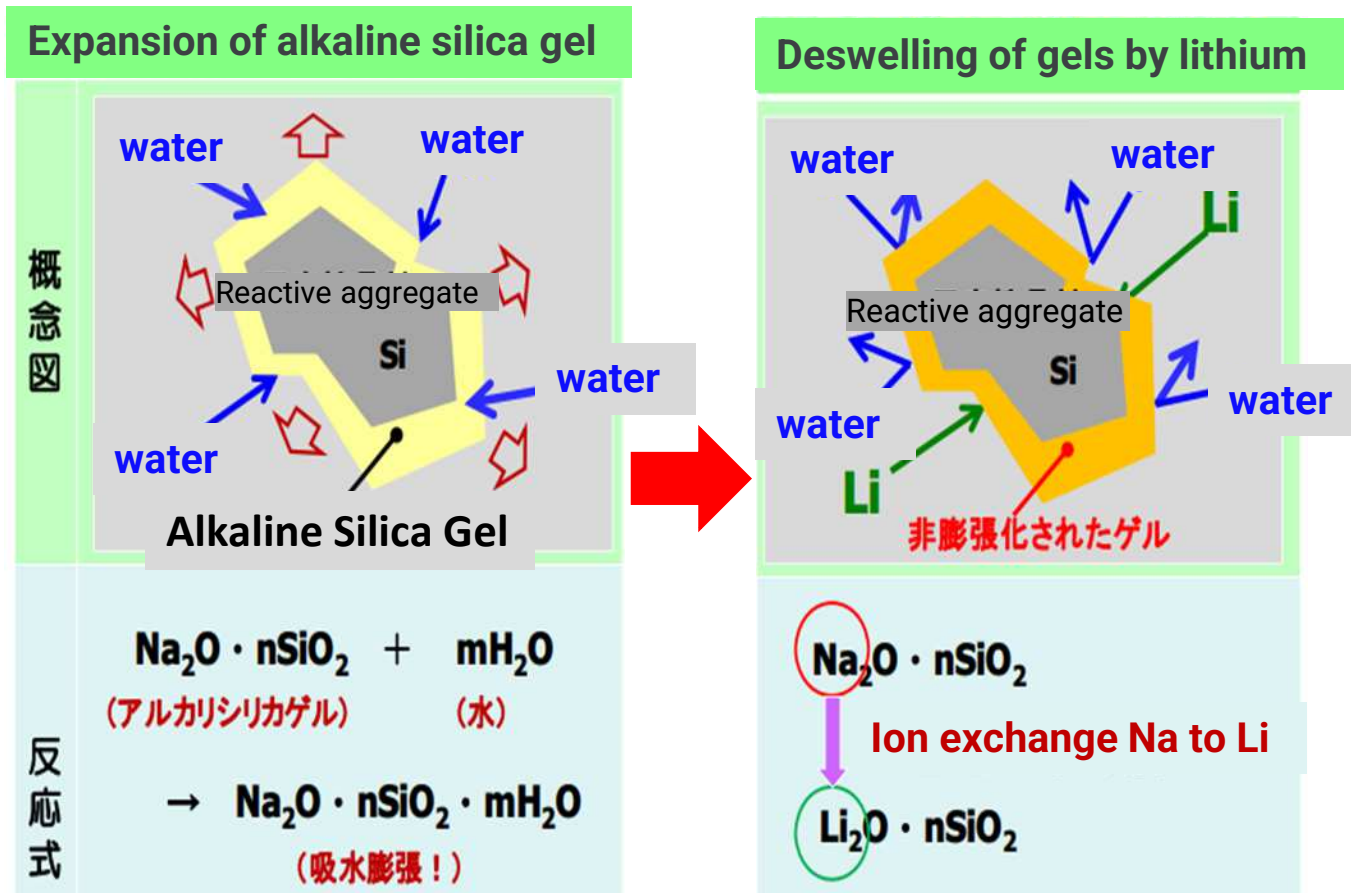 Expansion of alkaline silica gel
概念図
water
water
Reactive aggregate
Si
water
water
Alkaline Silica Gel
反応式
Na₂O・nSiO₂ + mH₂O
(アルカリシリカゲル) (水)
→ Na₂O・nSiO₂・mH₂O
(吸水膨張!)
Deswelling of gels by lithium
water
water
Li
Reactive aggregate
Si
water
water
Li
非膨張化されたゲル
Na₂O・nSiO₂
Ion exchange Na to Li
Li₂O・nSiO₂